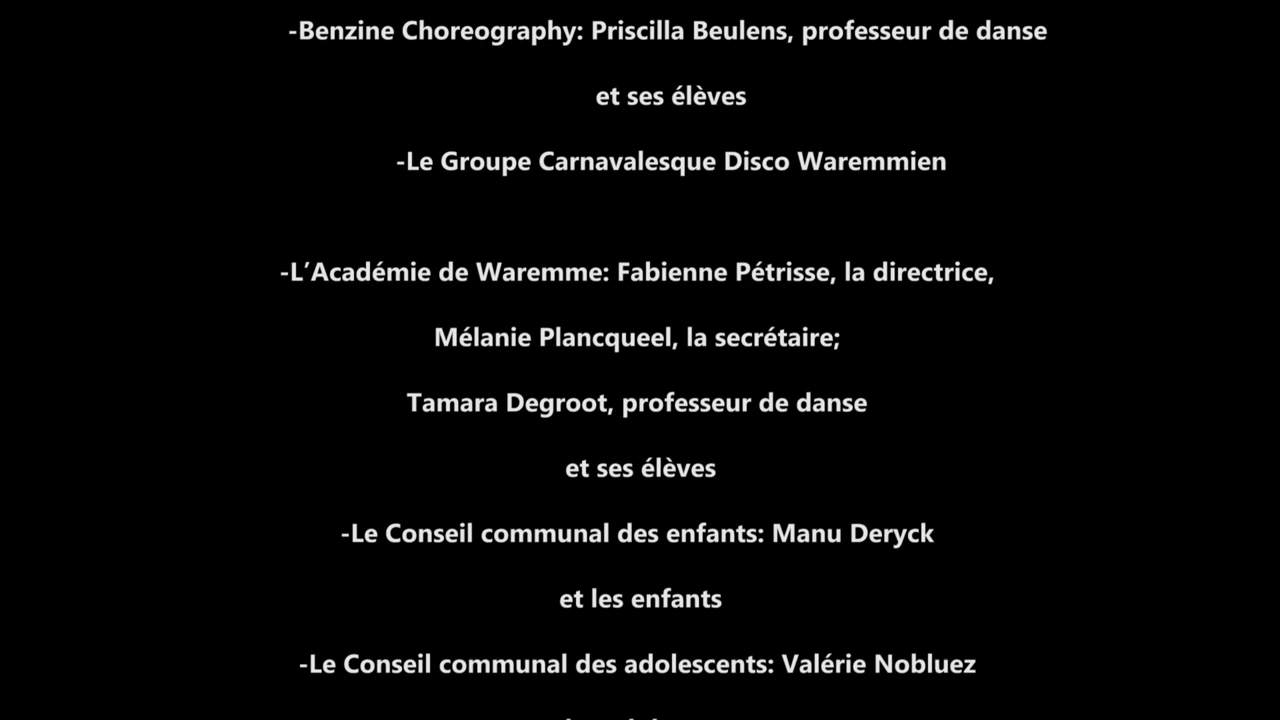 -Benzine Choreography: Priscilla Beulens, professeur de danse
et ses élèves
-Le Groupe Carnavalesque Disco Waremmien
-L’Académie de Waremme: Fabienne Pétrisse, la directrice,
Mélanie Plancqueel, la secrétaire;
Tamara Degroot, professeur de danse
et ses élèves
-Le Conseil communal des enfants: Manu Deryck
et les enfants
-Le Conseil communal des adolescents: Valérie Nobluez